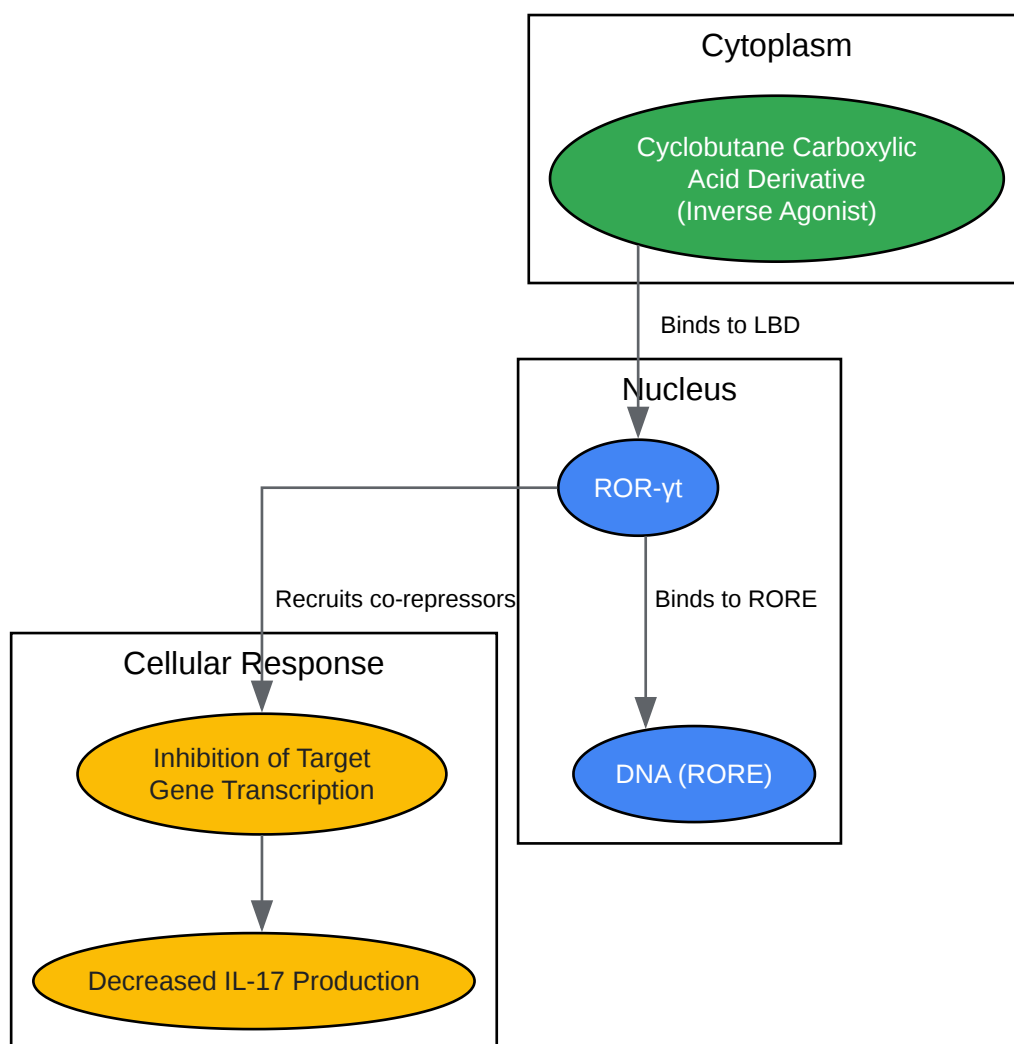 Cytoplasm
Cyclobutane Carboxylic
Acid Derivative
(Inverse Agonist)
Binds to LBD
Nucleus
ROR-γt
Recruits co-repressors
Binds to RORE
Cellular Response
Inhibition of Target
Gene Transcription
DNA (RORE)
Decreased IL-17 Production